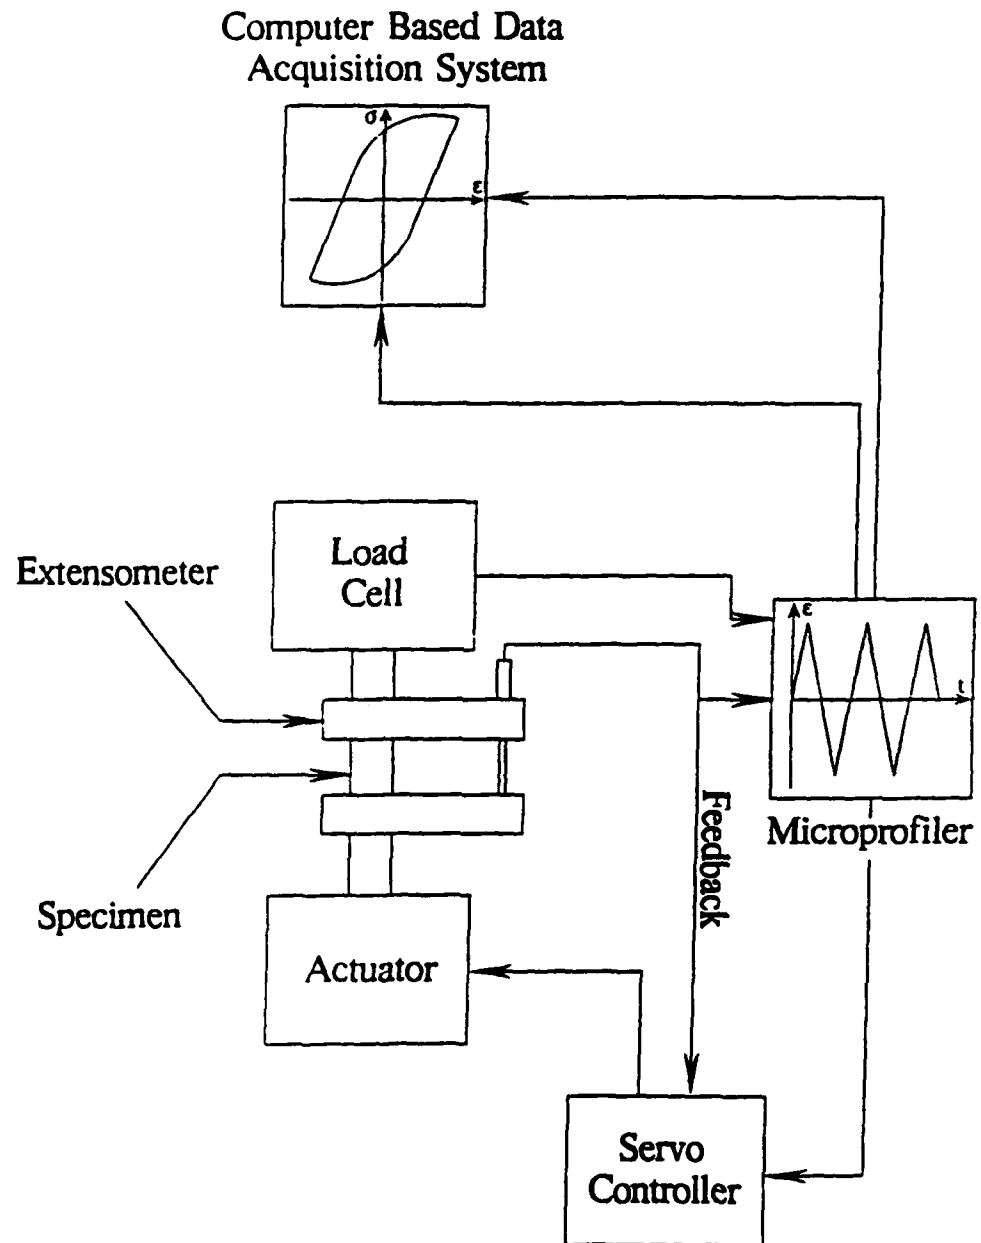 Computer Based Data
Acquisition System
σ
ε
Load
Cell
Extensometer
ε
t
Feedback
Microprofiler
Specimen
Actuator
Servo
Controller